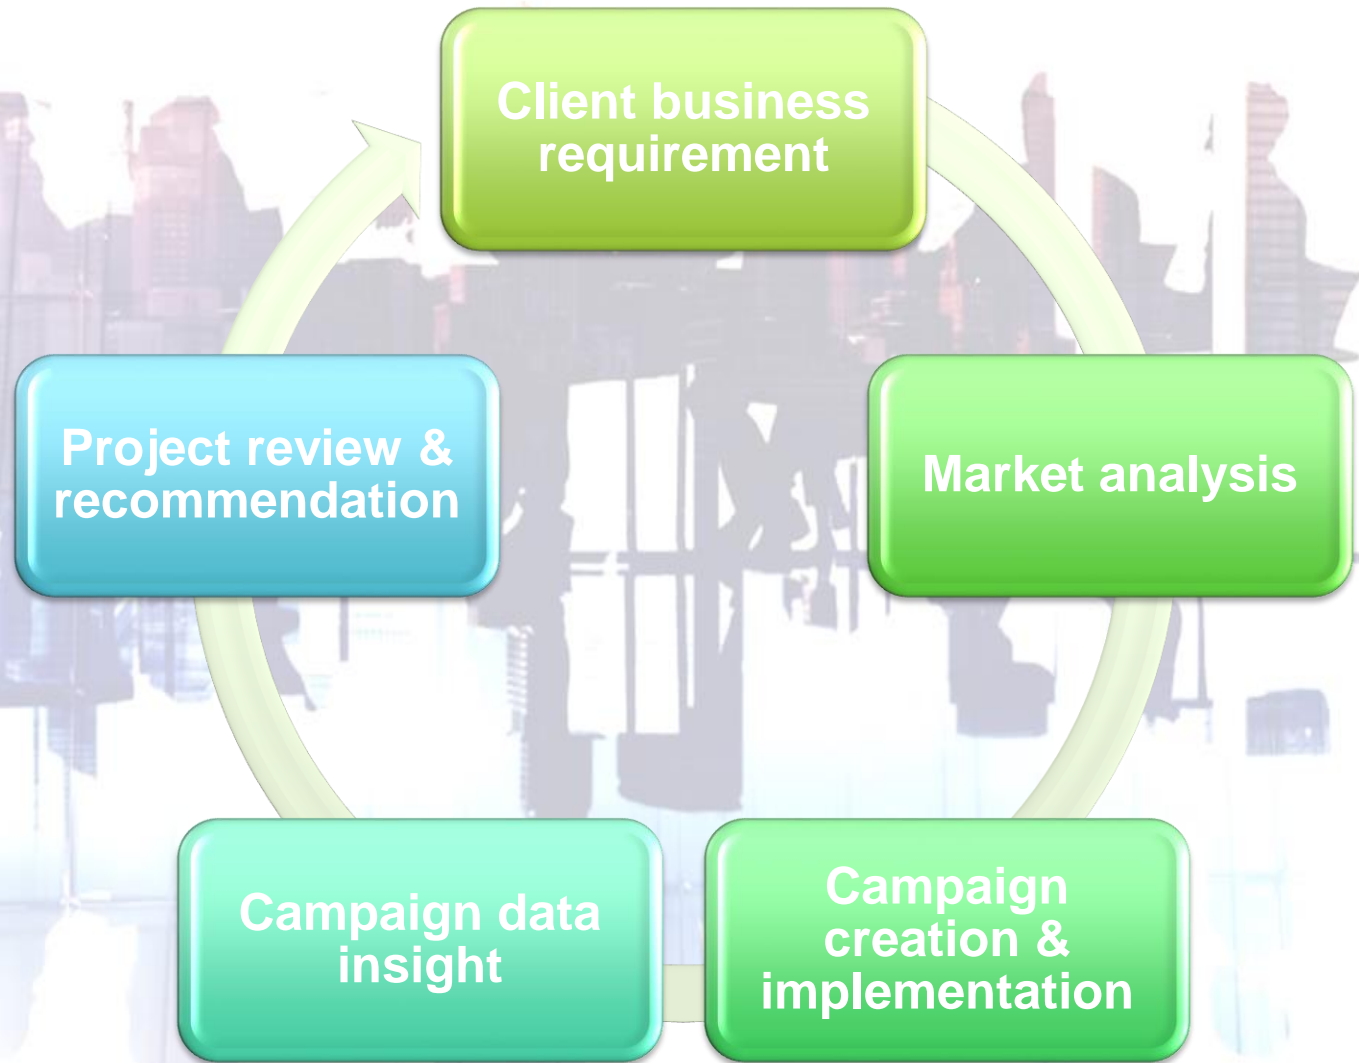 Client business
requirement
Market analysis
Campaign
creation &
implementation
Campaign data
insight
Project review &
recommendation